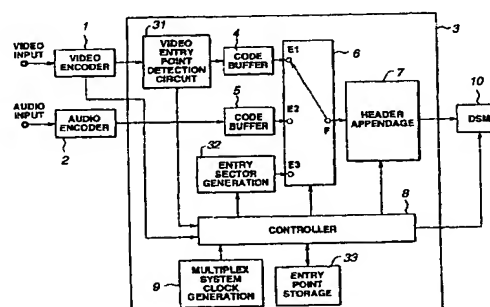 31
3
VIDEO INPUT
1
VIDEO ENCODER
VIDEO ENTRY POINT DETECTION CIRCUIT
4
CODE BUFFER
E1
6
7
HEADER APPENDAGE
10
DSM
AUDIO INPUT
AUDIO ENCODER
2
5
CODE BUFFER
E2
F
32
ENTRY SECTOR GENERATION
E3
8
CONTROLLER
MULTIPLEX SYSTEM CLOCK GENERATION
9
ENTRY POINT STORAGE
33